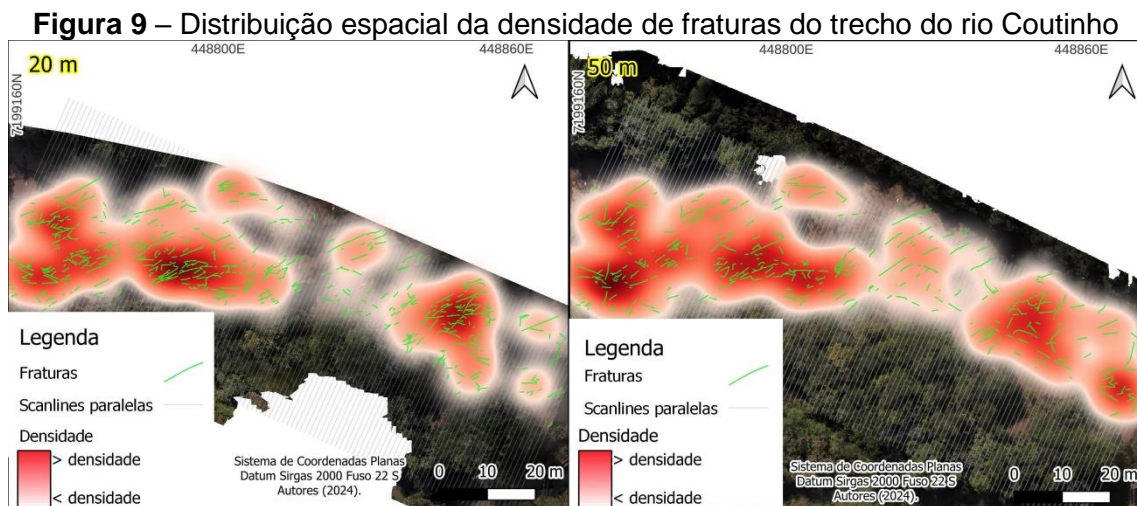 Figura 9 – Distribuição espacial da densidade de fraturas do trecho do rio Coutinho
448800E
448860E
20 m
7199160N
Legenda
Fraturas
Scanlines paralelas
Densidade
> densidade
< densidade
Sistema de Coordenadas Planas
Datum Sirgas 2000 Fuso 22 S
Autores (2024).
0 10 20 m
448800E
448860E
50 m
7199160N
Legenda
Fraturas
Scanlines paralelas
Densidade
> densidade
< densidade
Sistema de Coordenadas Planas
Datum Sirgas 2000 Fuso 22 S
Autores (2024).
0 10 20 m